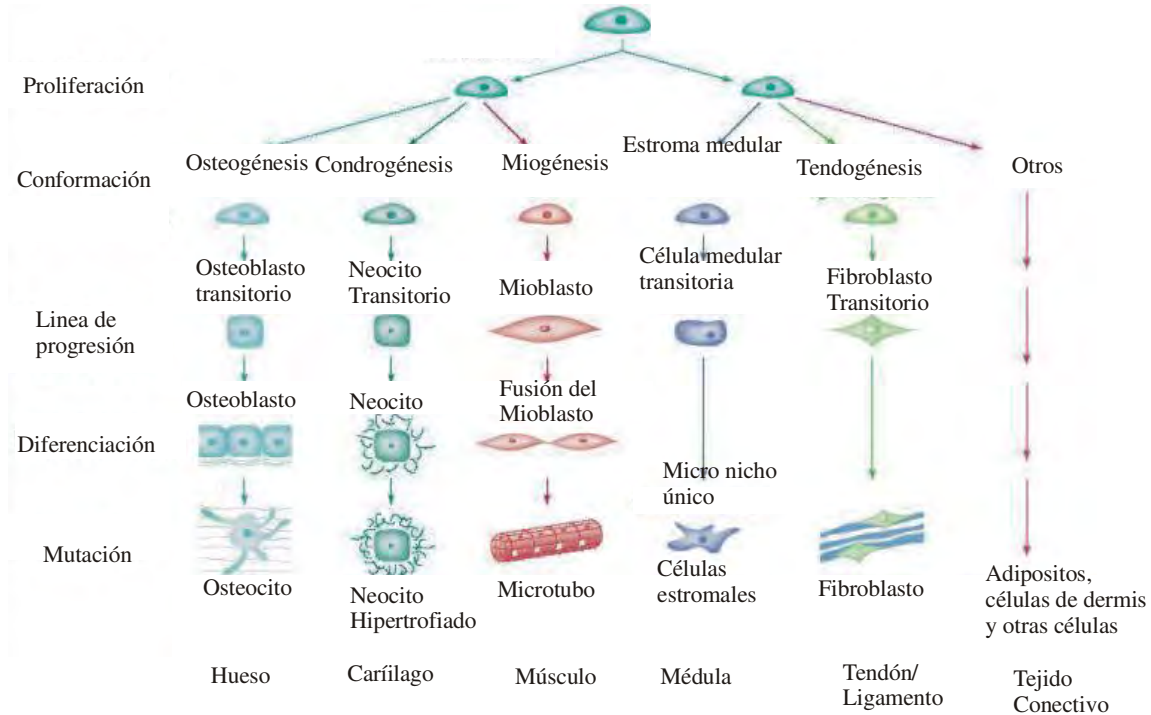 Proliferación
Conformación
Osteogénesis
Condrogénesis
Miogénesis
Estroma medular
Tendogénesis
Otros
Osteoblasto
transitorio
Neocito
Transitorio
Mioblasto
Célula medular
transitoria
Fibroblasto
Transitorio
Linea de
progresión
Osteoblasto
Neocito
Fusión del
Mioblasto
Diferenciación
Micro nicho
único
Mutación
Osteocito
Neocito
Hipertrofiado
Microtubo
Células
estromales
Fibroblasto
Adipositos,
células de dermis
y otras células
Hueso
Caríilago
Músculo
Médula
Tendón/
Ligamento
Tejido
Conectivo